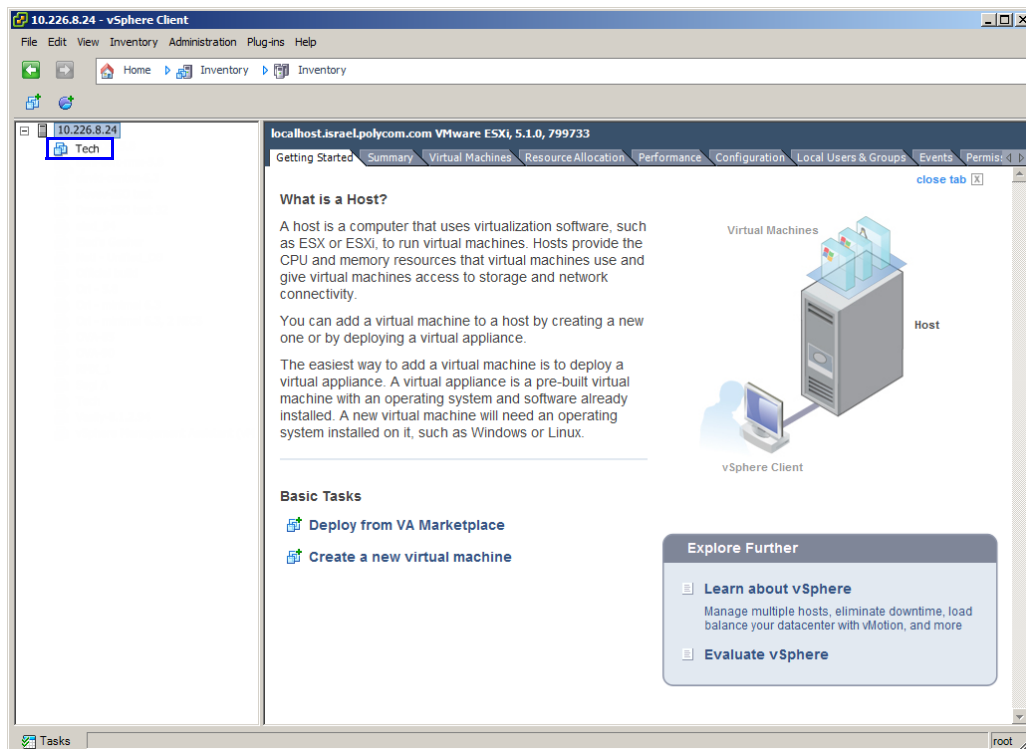 10.226.8.24 - vSphere Client
File Edit View Inventory Administration Plug-ins Help
Home Inventory Inventory
10.226.8.24
Tech
localhost.israel.polycom.com VMware ESXi, 5.1.0, 799733
Getting Started Summary Virtual Machines Resource Allocation Performance Configuration Local Users & Groups Events Permis
close tab X
What is a Host?
A host is a computer that uses virtualization software, such
as ESX or ESXi, to run virtual machines. Hosts provide the
CPU and memory resources that virtual machines use and
give virtual machines access to storage and network
connectivity.
You can add a virtual machine to a host by creating a new
one or by deploying a virtual appliance.
The easiest way to add a virtual machine is to deploy a
virtual appliance. A virtual appliance is a pre-built virtual
machine with an operating system and software already
installed. A new virtual machine will need an operating
system installed on it, such as Windows or Linux.
Virtual Machines
A
Host
vSphere Client
Basic Tasks
Deploy from VA Marketplace
Create a new virtual machine
Explore Further
Learn about vSphere
Manage multiple hosts, eliminate downtime, load
balance your datacenter with vMotion, and more
Evaluate vSphere
Tasks
root